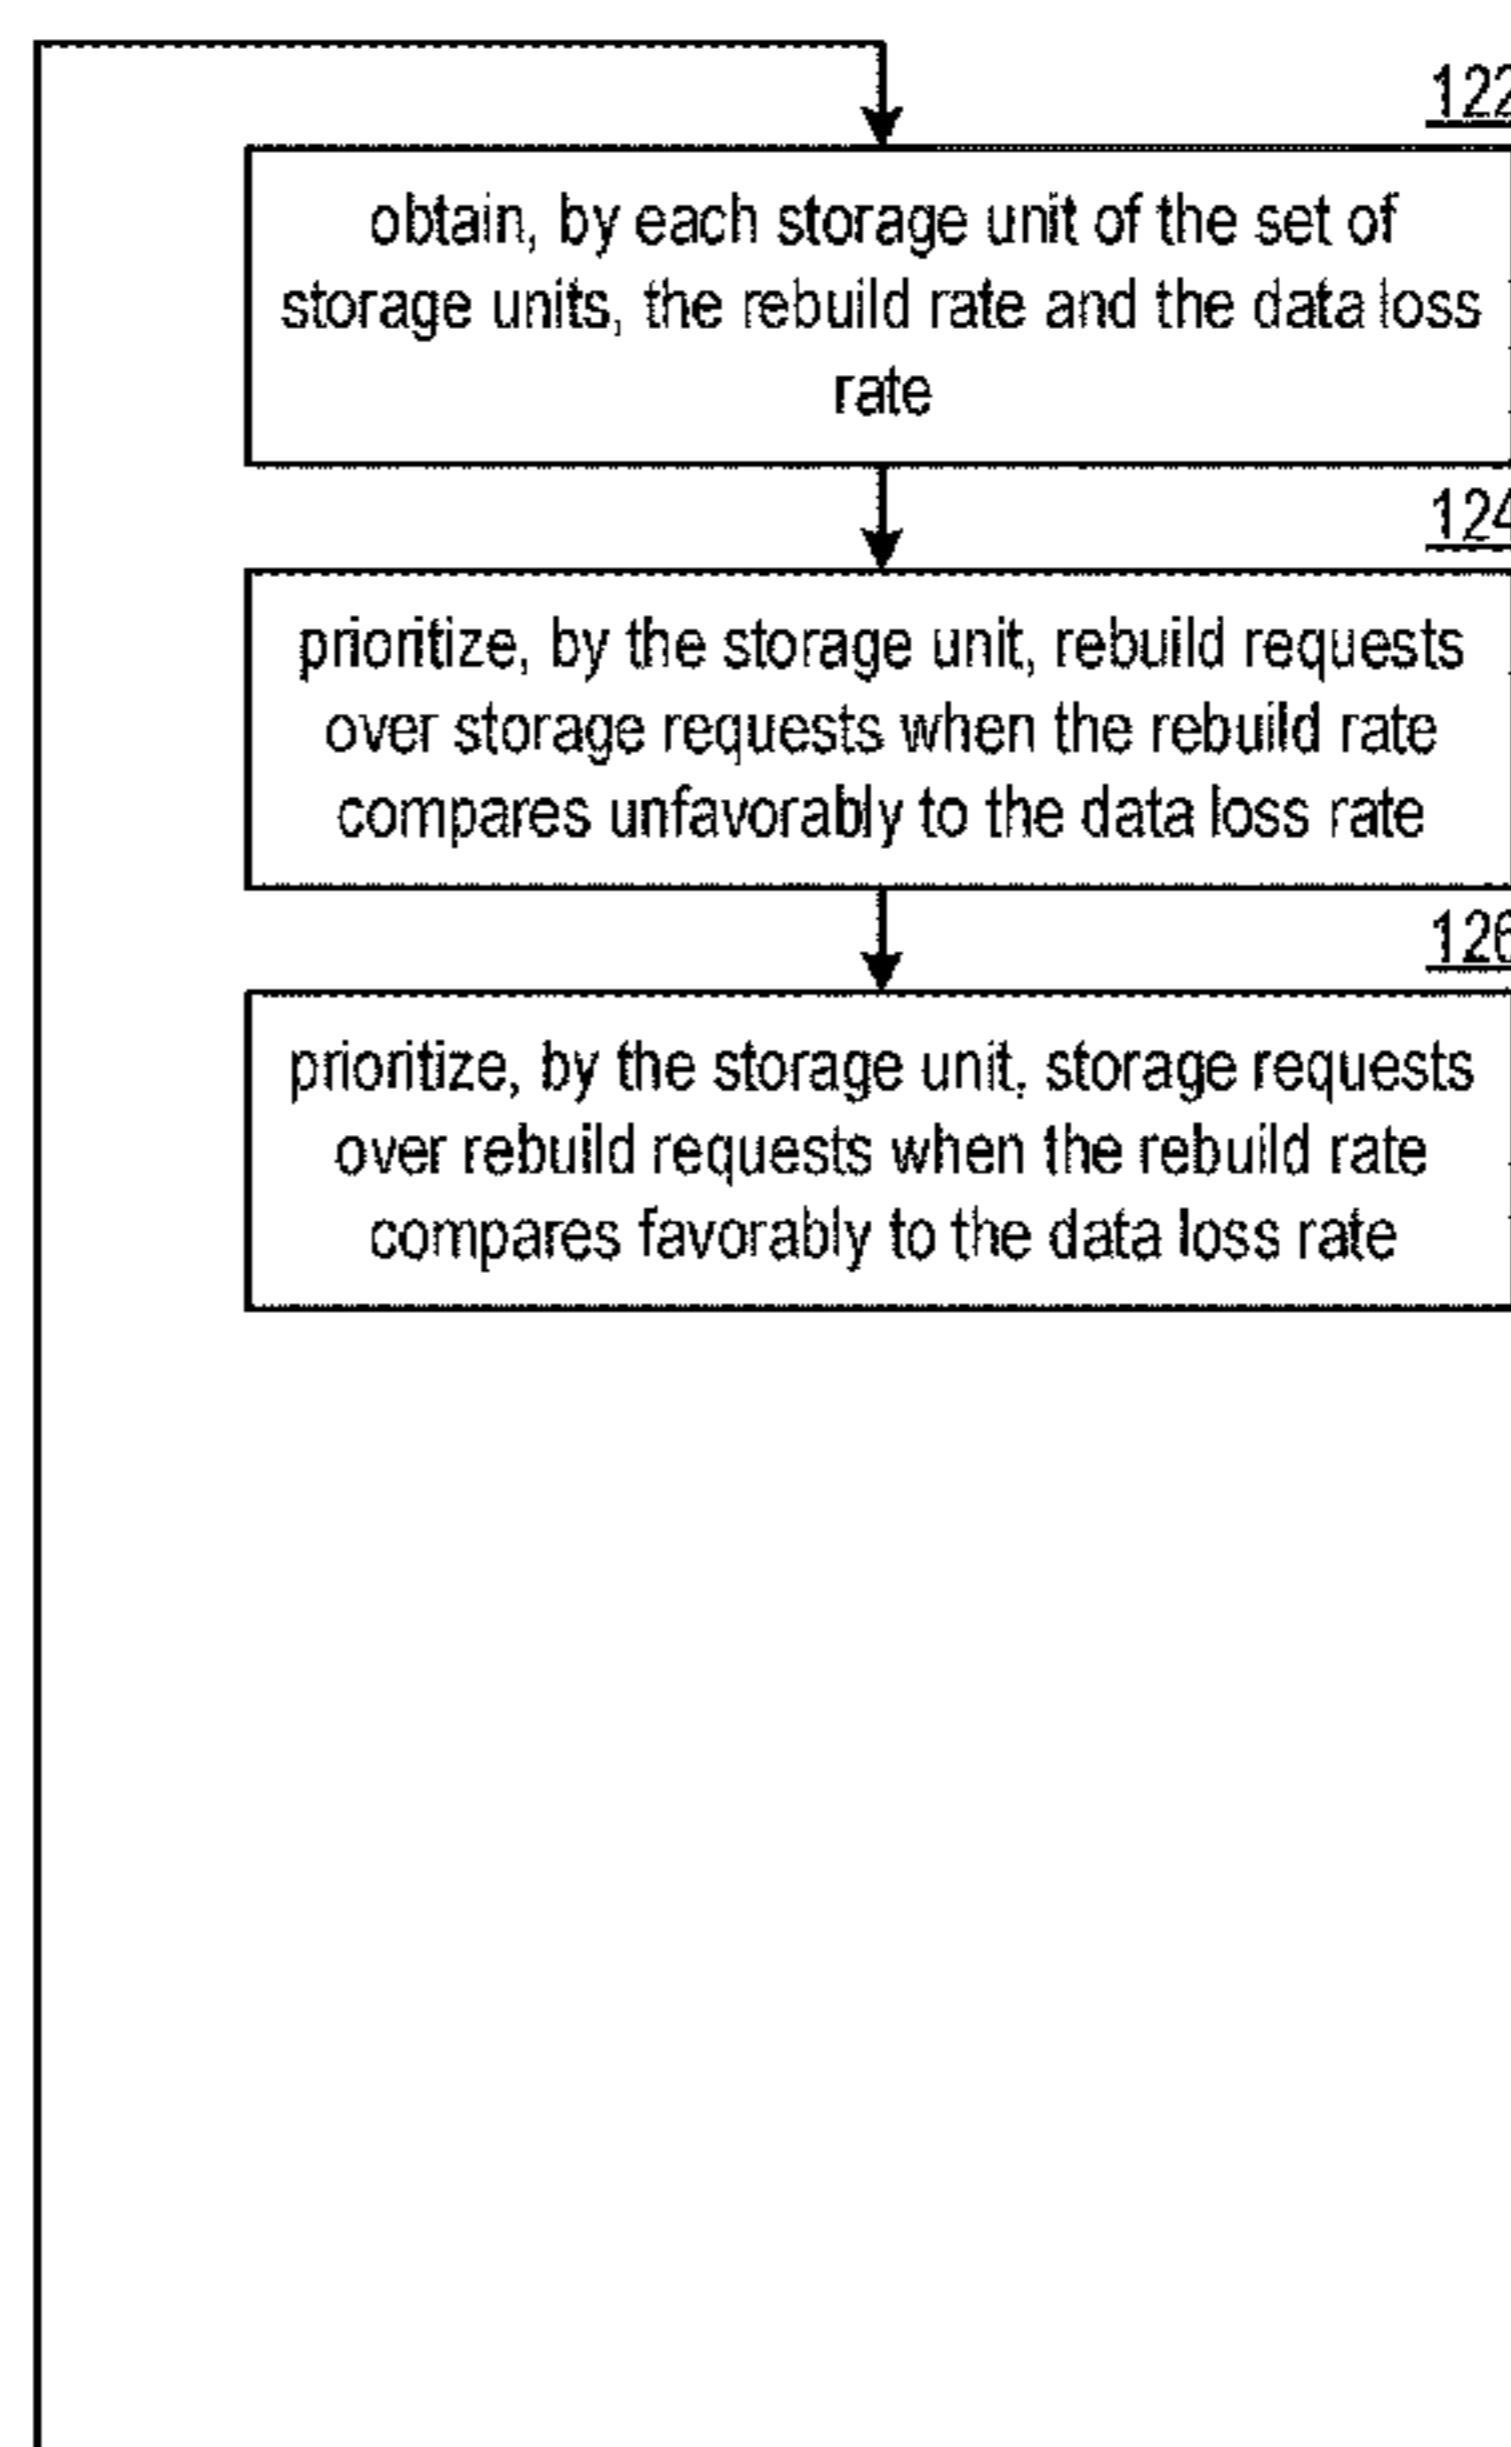 122
obtain, by each storage unit of the set of
storage units, the rebuild rate and the data loss
rate
124
prioritize, by the storage unit, rebuild requests
over storage requests when the rebuild rate
compares unfavorably to the data loss rate
126
prioritize, by the storage unit, storage requests
over rebuild requests when the rebuild rate
compares favorably to the data loss rate